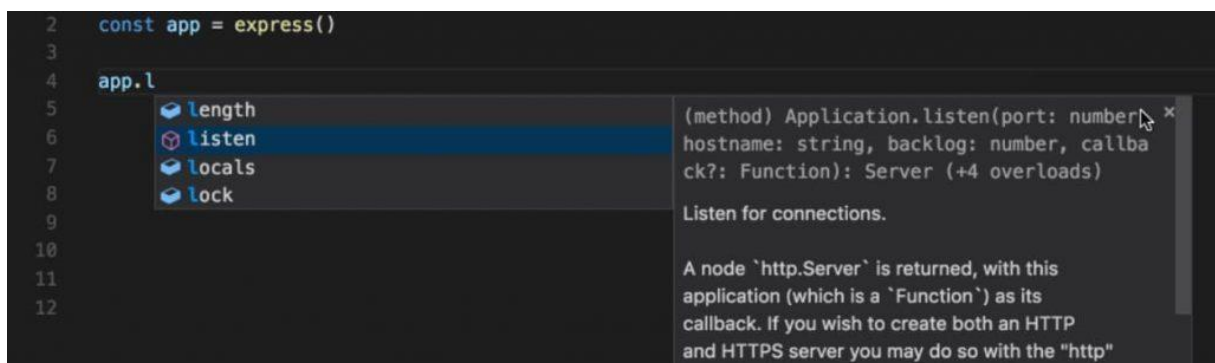 2 const app = express()
3
4 app.l
5 length
6 listen
7 locals
8 lock
9
10
11
12
(method) Application.listen(port: number, ×
hostname: string, backlog: number, callba
ck?: Function): Server (+4 overloads)
Listen for connections.
A node `http.Server` is returned, with this
application (which is a `Function`) as its
callback. If you wish to create both an HTTP
and HTTPS server you may do so with the "http"